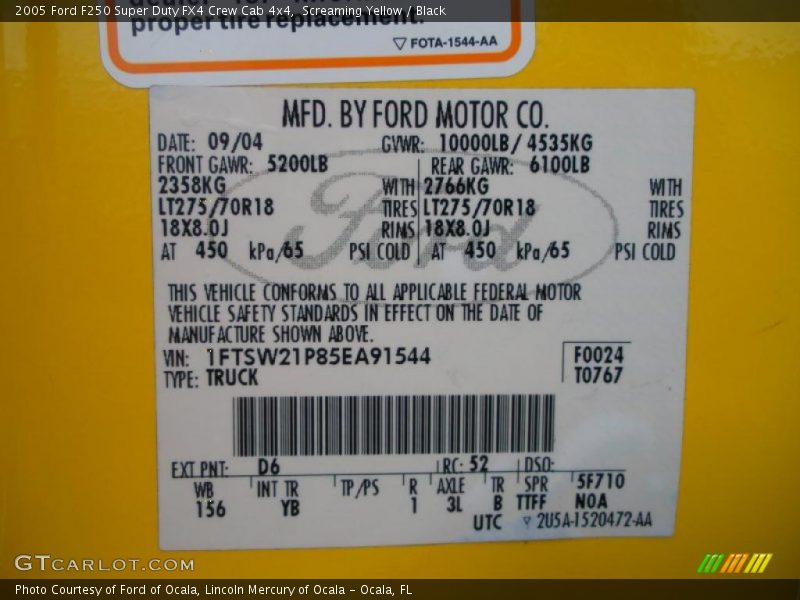 2005 Ford F250 Super Duty FX4 Crew Cab 4x4, Screaming Yellow / Black
proper tire replacement.
▽ FOTA-1544-AA
MFD. BY FORD MOTOR CO.
DATE: 09/04 GVWR: 10000LB/ 4535KG
FRONT GAWR: 5200LB REAR GAWR: 6100LB
2358KG WITH 2766KG WITH
LT275/70R18 TIRES LT275/70R18 TIRES
18X8.0J RIMS 18X8.0J RIMS
AT 450 kPa/65 PSI COLD AT 450 kPa/65 PSI COLD
Ford
THIS VEHICLE CONFORMS TO ALL APPLICABLE FEDERAL MOTOR
VEHICLE SAFETY STANDARDS IN EFFECT ON THE DATE OF
MANUFACTURE SHOWN ABOVE.
VIN: 1FTSW21P85EA91544 F0024
TYPE: TRUCK T0767
EXT PNT: D6 RC: 52 DSO:
WB INT TR TP/PS R AXLE TR SPR 5F710
156 YB 1 3L B TTFF N0A
UTC ▽ 2U5A-1520472-AA
GTCARLOT.COM
Photo Courtesy of Ford of Ocala, Lincoln Mercury of Ocala - Ocala, FL